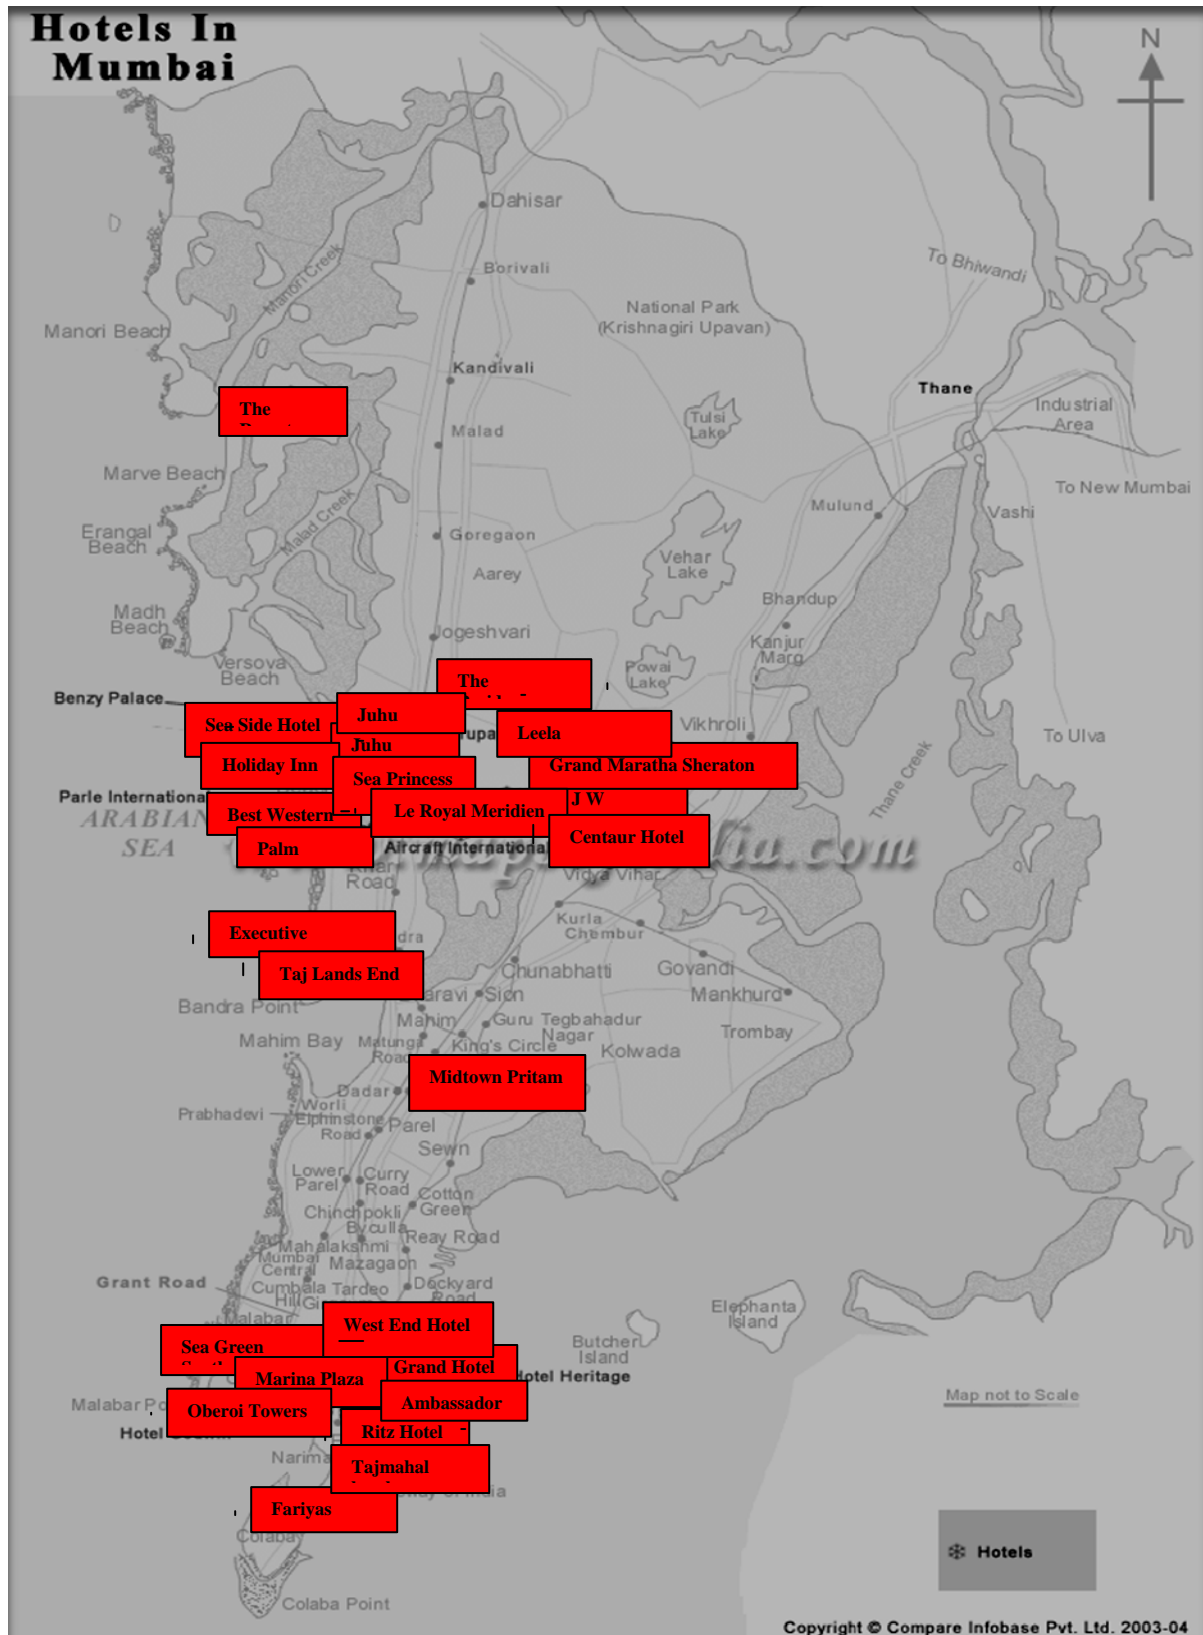 Hotels In
Mumbai
N
Dahisar
Borivali
To Bhiwandi
National Park
(Krishnagiri Upavan)
Manori Creek
Manori Beach
Kandivali
Thane
The
Tulsi
Lake
Industrial
Area
Malad
Marve Beach
To New Mumbai
Malad Creek
Mulund
Vashi
Erangal
Beach
Goregaon
Vehar
Lake
Aarey
Bhandup
Madh
Beach
Jogeshvari
Kanjur
Marg
Versova
Beach
Powai
Lake
The
Benzy Palace
Juhu
Sea Side Hotel
Leela
Vikhroli
To Ulva
Juhu
Holiday Inn
Sea Princess
Grand Maratha Sheraton
Thane Creek
Parle International
J W
Best Western
Le Royal Meridien
ARABIAN
SEA
Palm
Aircraft International
Centaur Hotel
Road
Vidya Vihar
Kurla
Chembur
Executive
Chunabhatti
Govandi
Taj Lands End
Mankhurd
Bandra Point
Sion
Mahim
Guru Tegbahadur
Nagar
Trombay
Mahim Bay
Matunga
Road
King's Circle
Kolwada
Midtown Pritam
Dadar
Worli
Prabhadevi
Elphinstone
Road
Parel
Sewn
Lower
Parel
Curry
Road
Cotton
Green
Chinchpokli
Byculla
Reay Road
Mahalakshmi
Mumbai
Central
Mazagaon
Grant Road
Cumbala
Hill
Tardeo
Dockyard
Road
Elephanta
Island
Malabar
West End Hotel
Butcher
Island
Sea Green
Grand Hotel
Marina Plaza
Hotel Heritage
Malabar
Ambassador
Map not to Scale
Oberoi Towers
Hotel
Ritz Hotel
Tajmahal
India
Fariyas
Colaba
Hotels
Colaba Point
Copyright © Compare Infobase Pvt. Ltd. 2003-04